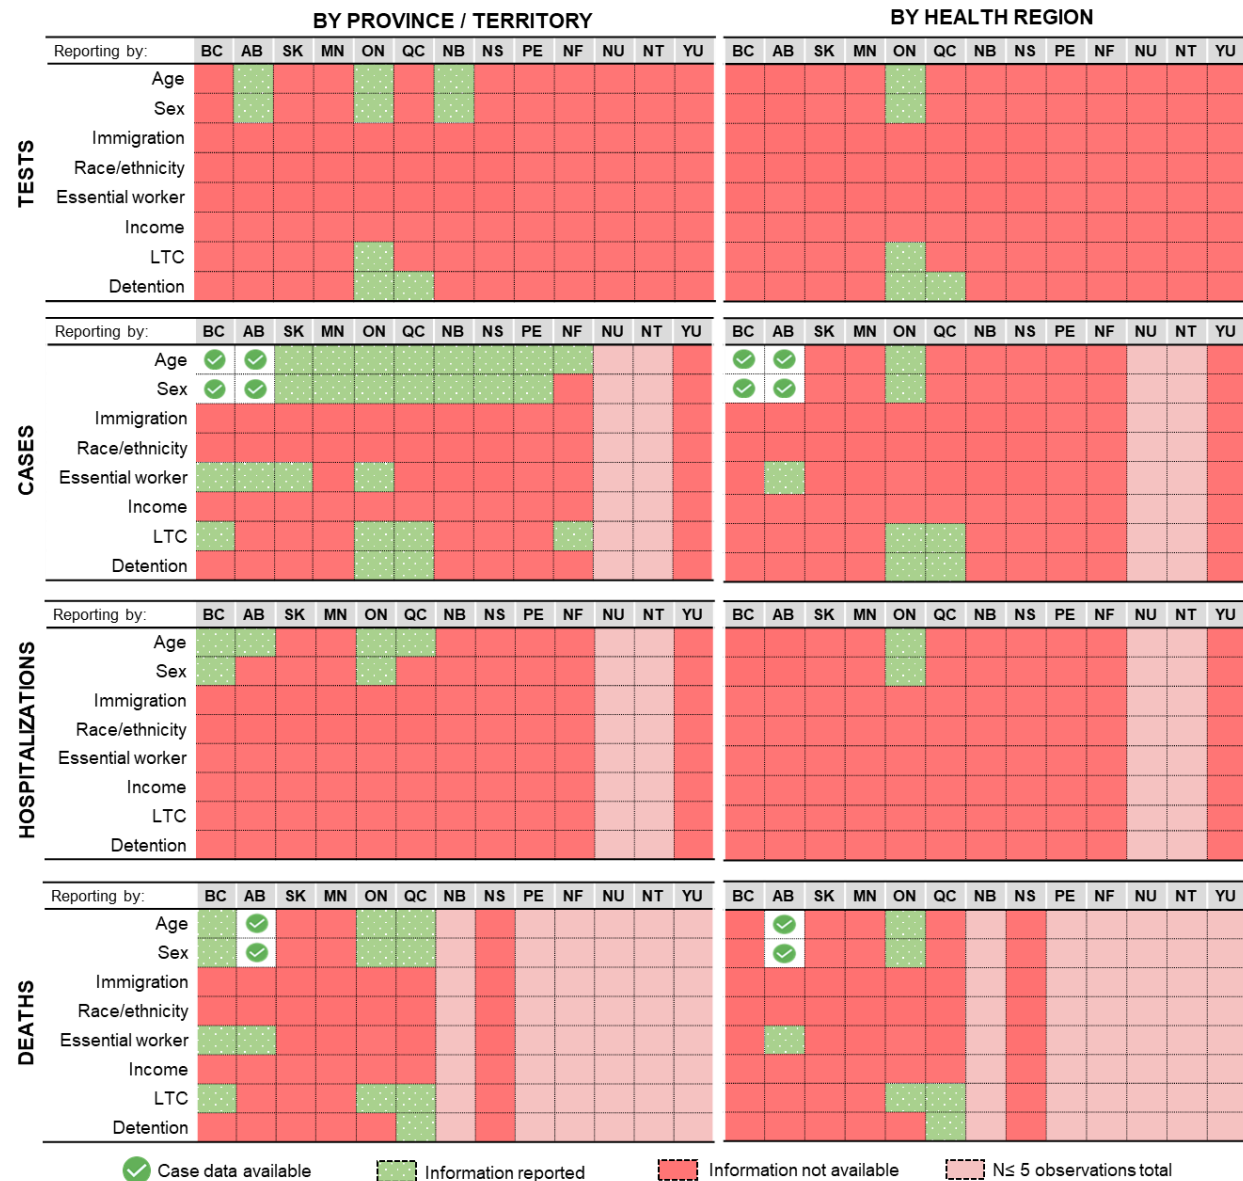 BY PROVINCE / TERRITORY BY HEALTH REGION
Reporting by: BC AB SK MN ON QC NB NS PE NF NU NT YU BC AB SK MN ON QC NB NS PE NF NU NT YU
TESTS
Age
Sex
Immigration
Race/ethnicity
Essential worker
Income
LTC
Detention
Reporting by: BC AB SK MN ON QC NB NS PE NF NU NT YU BC AB SK MN ON QC NB NS PE NF NU NT YU
CASES
Age
Sex
Immigration
Race/ethnicity
Essential worker
Income
LTC
Detention
Reporting by: BC AB SK MN ON QC NB NS PE NF NU NT YU BC AB SK MN ON QC NB NS PE NF NU NT YU
HOSPITALIZATIONS
Age
Sex
Immigration
Race/ethnicity
Essential worker
Income
LTC
Detention
Reporting by: BC AB SK MN ON QC NB NS PE NF NU NT YU BC AB SK MN ON QC NB NS PE NF NU NT YU
DEATHS
Age
Sex
Immigration
Race/ethnicity
Essential worker
Income
LTC
Detention
Case data available Information reported Information not available N≤ 5 observations total